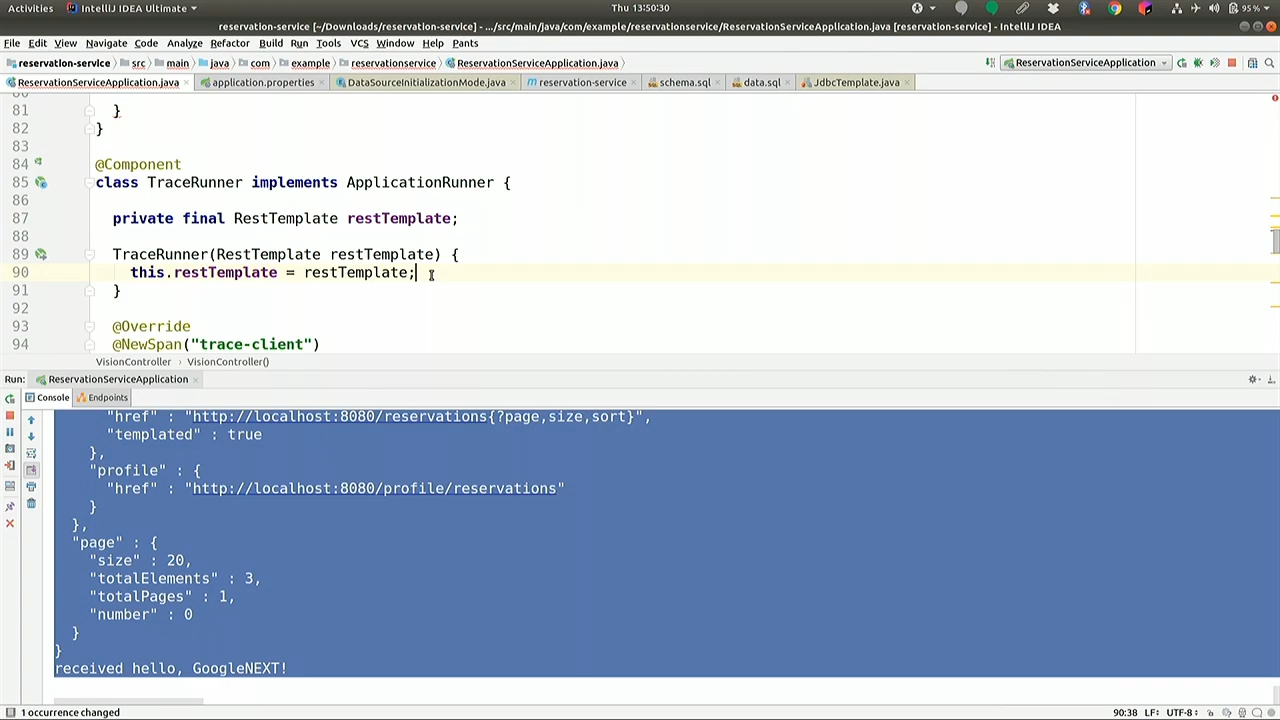 Activities IntelliJ IDEA Ultimate Thu 13:50:30 95 %
reservation-service [~/Downloads/reservation-service] - .../src/main/java/com/example/reservationservice/ReservationServiceApplication.java [reservation-service] - IntelliJ IDEA
File Edit View Navigate Code Analyze Refactor Build Run Tools VCS Window Help Pants
reservation-service src main java com example reservationservice ReservationServiceApplication.java ReservationServiceApplication
ReservationServiceApplication.java application.properties DataSourceInitializationMode.java reservation-service schema.sql data.sql JdbcTemplate.java
81 }
82 }
83
84 @Component
85 class TraceRunner implements ApplicationRunner {
86
87 private final RestTemplate restTemplate;
88
89 TraceRunner(RestTemplate restTemplate) {
90 this.restTemplate = restTemplate;
91 }
92
93 @Override
94 @NewSpan("trace-client")
VisionController › VisionController()
Run: ReservationServiceApplication
Console Endpoints
"href" : "http://localhost:8080/reservations{?page,size,sort}",
"templated" : true
},
"profile" : {
"href" : "http://localhost:8080/profile/reservations"
}
},
"page" : {
"size" : 20,
"totalElements" : 3,
"totalPages" : 1,
"number" : 0
}
}
received hello, GoogleNEXT!
1 occurrence changed 90:38 LF÷ UTF-8÷